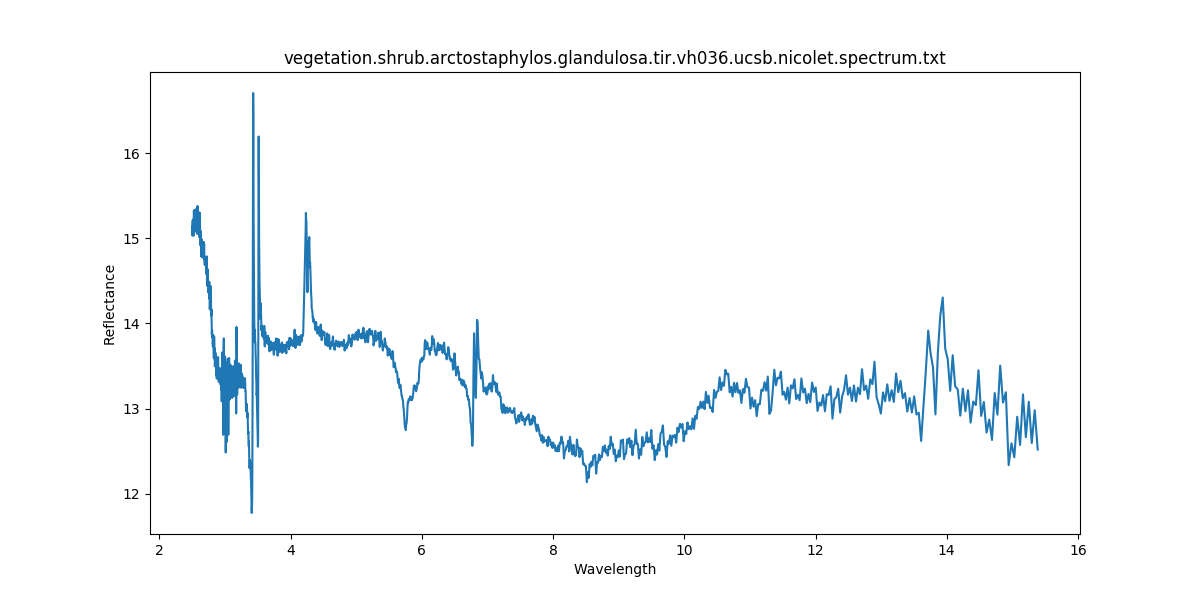 vegetation.shrub.arctostaphylos.glandulosa.tir.vh036.ucsb.nicolet.spectrum.txt
16
15
14
13
12
Reflectance
2 4 6 8 10 12 14 16
Wavelength